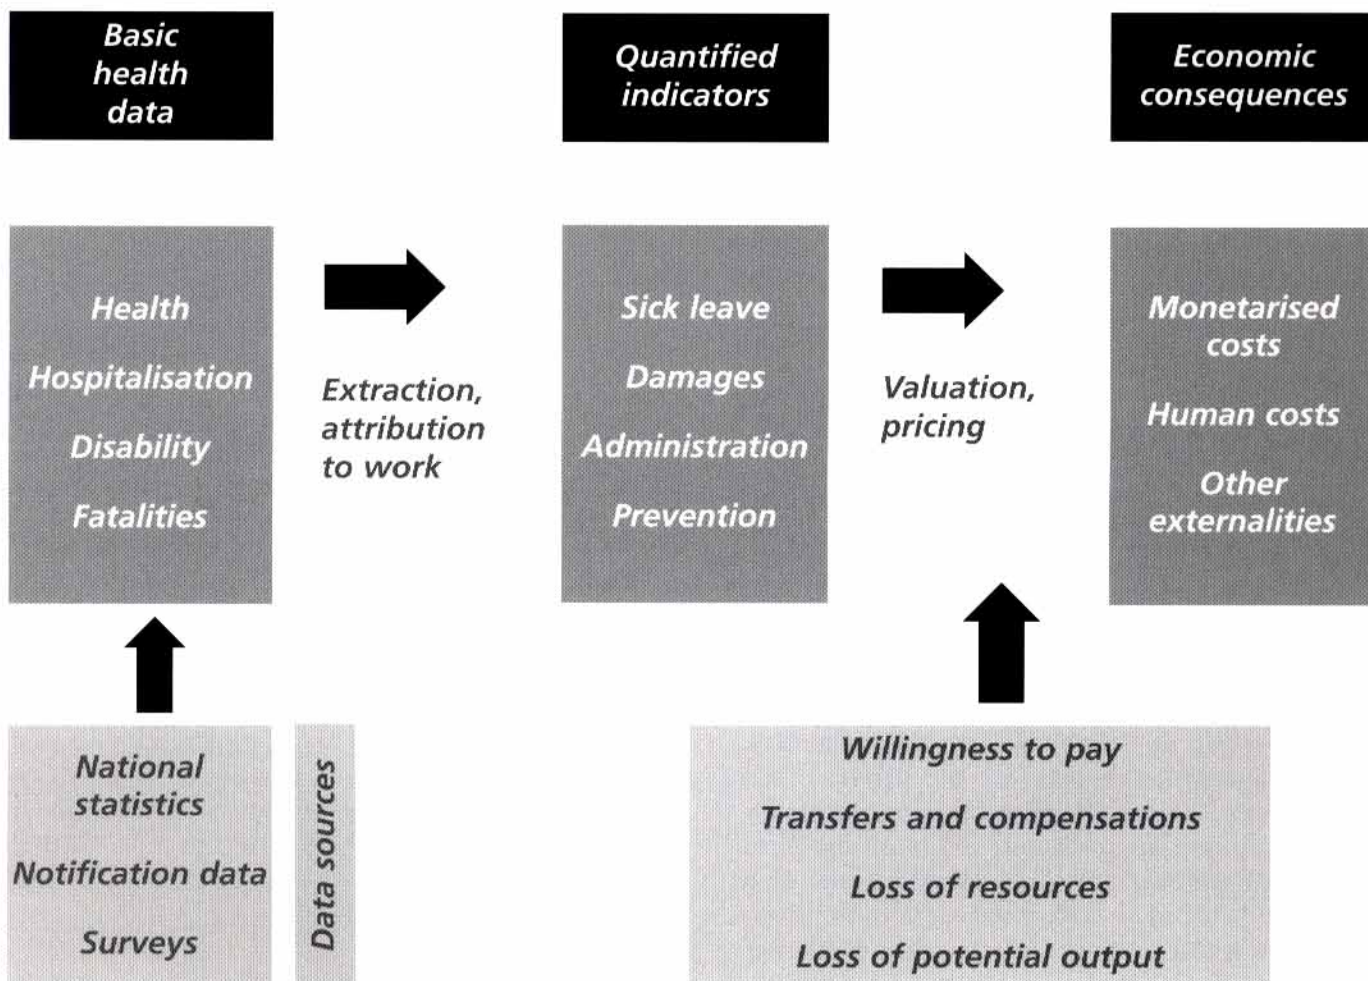 Basic
health
data
Quantified
indicators
Economic
consequences
Health
Hospitalisation
Disability
Fatalities
Extraction,
attribution
to work
Sick leave
Damages
Administration
Prevention
Valuation,
pricing
Monetarised
costs
Human costs
Other
externalities
National
statistics
Notification data
Surveys
Data sources
Willingness to pay
Transfers and compensations
Loss of resources
Loss of potential output